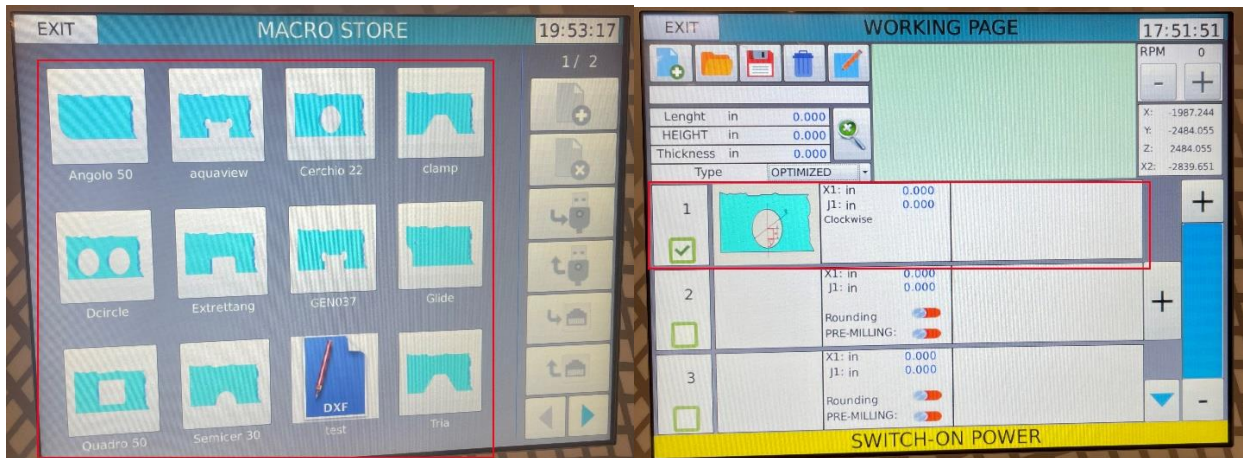 EXIT MACRO STORE 19:53:17
1/ 2
Angolo 50 aquaview Cerchio 22 clamp
Dcircle Extrettang GEN037 Glide
DXF
Quadro 50 Semicer 30 test Tria
EXIT WORKING PAGE 17:51:51
RPM 0
- +
Lenght in 0.000
HEIGHT in 0.000
Thickness in 0.000
Type OPTIMIZED
X: -1987.244
Y: -2484.055
Z: 2484.055
X2: -2839.651
1
X1: in 0.000
J1: in 0.000
Clockwise
+
2
X1: in 0.000
J1: in 0.000
Rounding
PRE-MILLING:
+
3
X1: in 0.000
J1: in 0.000
Rounding
PRE-MILLING:
-
SWITCH-ON POWER